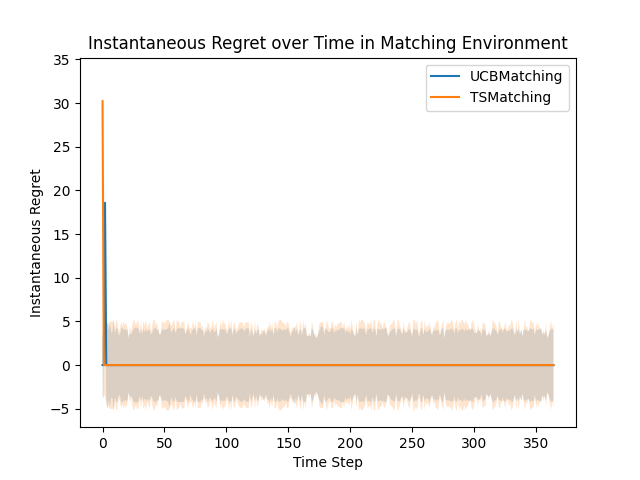 Instantaneous Regret over Time in Matching Environment
UCBMatching
TSMatching
Instantaneous Regret
35
30
25
20
15
10
5
0
−5
0 50 100 150 200 250 300 350
Time Step